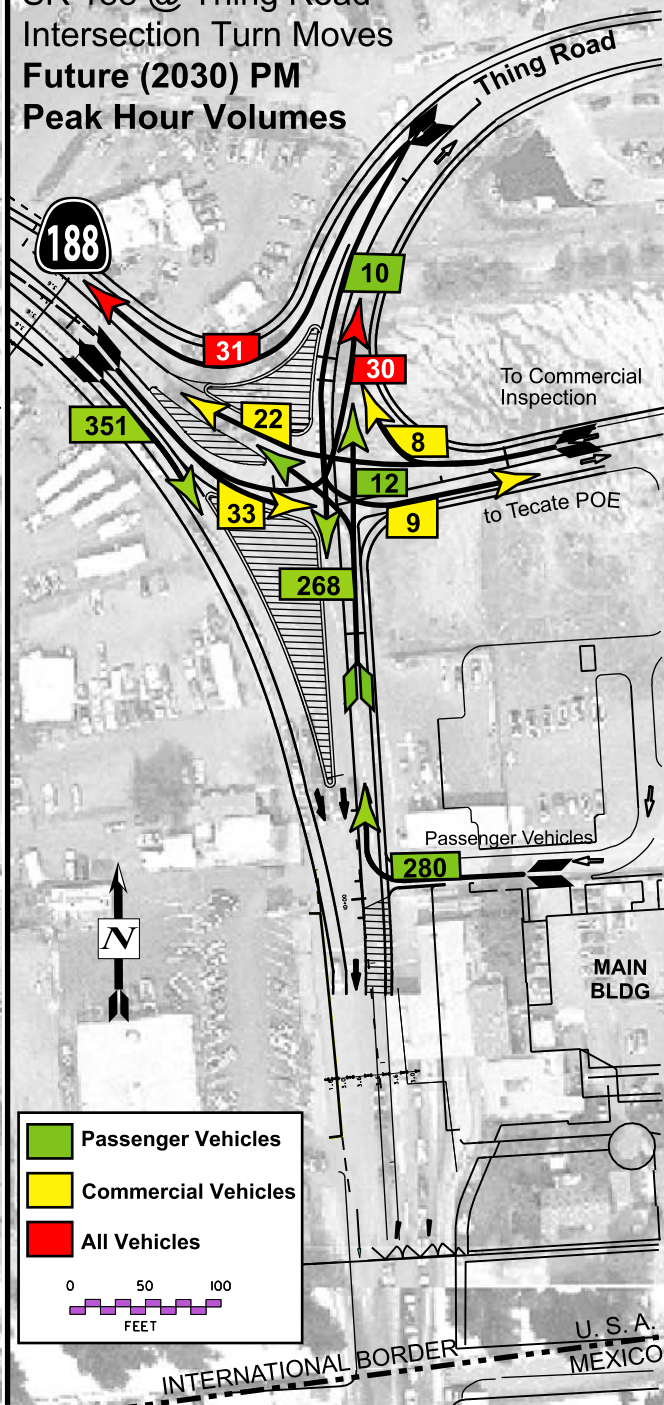 Intersection Turn Moves
Future (2030) PM
Peak Hour Volumes
Thing Road
188
10
31
30
To Commercial
Inspection
351
22
8
12
33
9
to Tecate POE
268
Passenger Vehicles
280
N
MAIN
BLDG
Passenger Vehicles
Commercial Vehicles
All Vehicles
0 50 100
FEET
INTERNATIONAL BORDER
U. S. A.
MEXICO